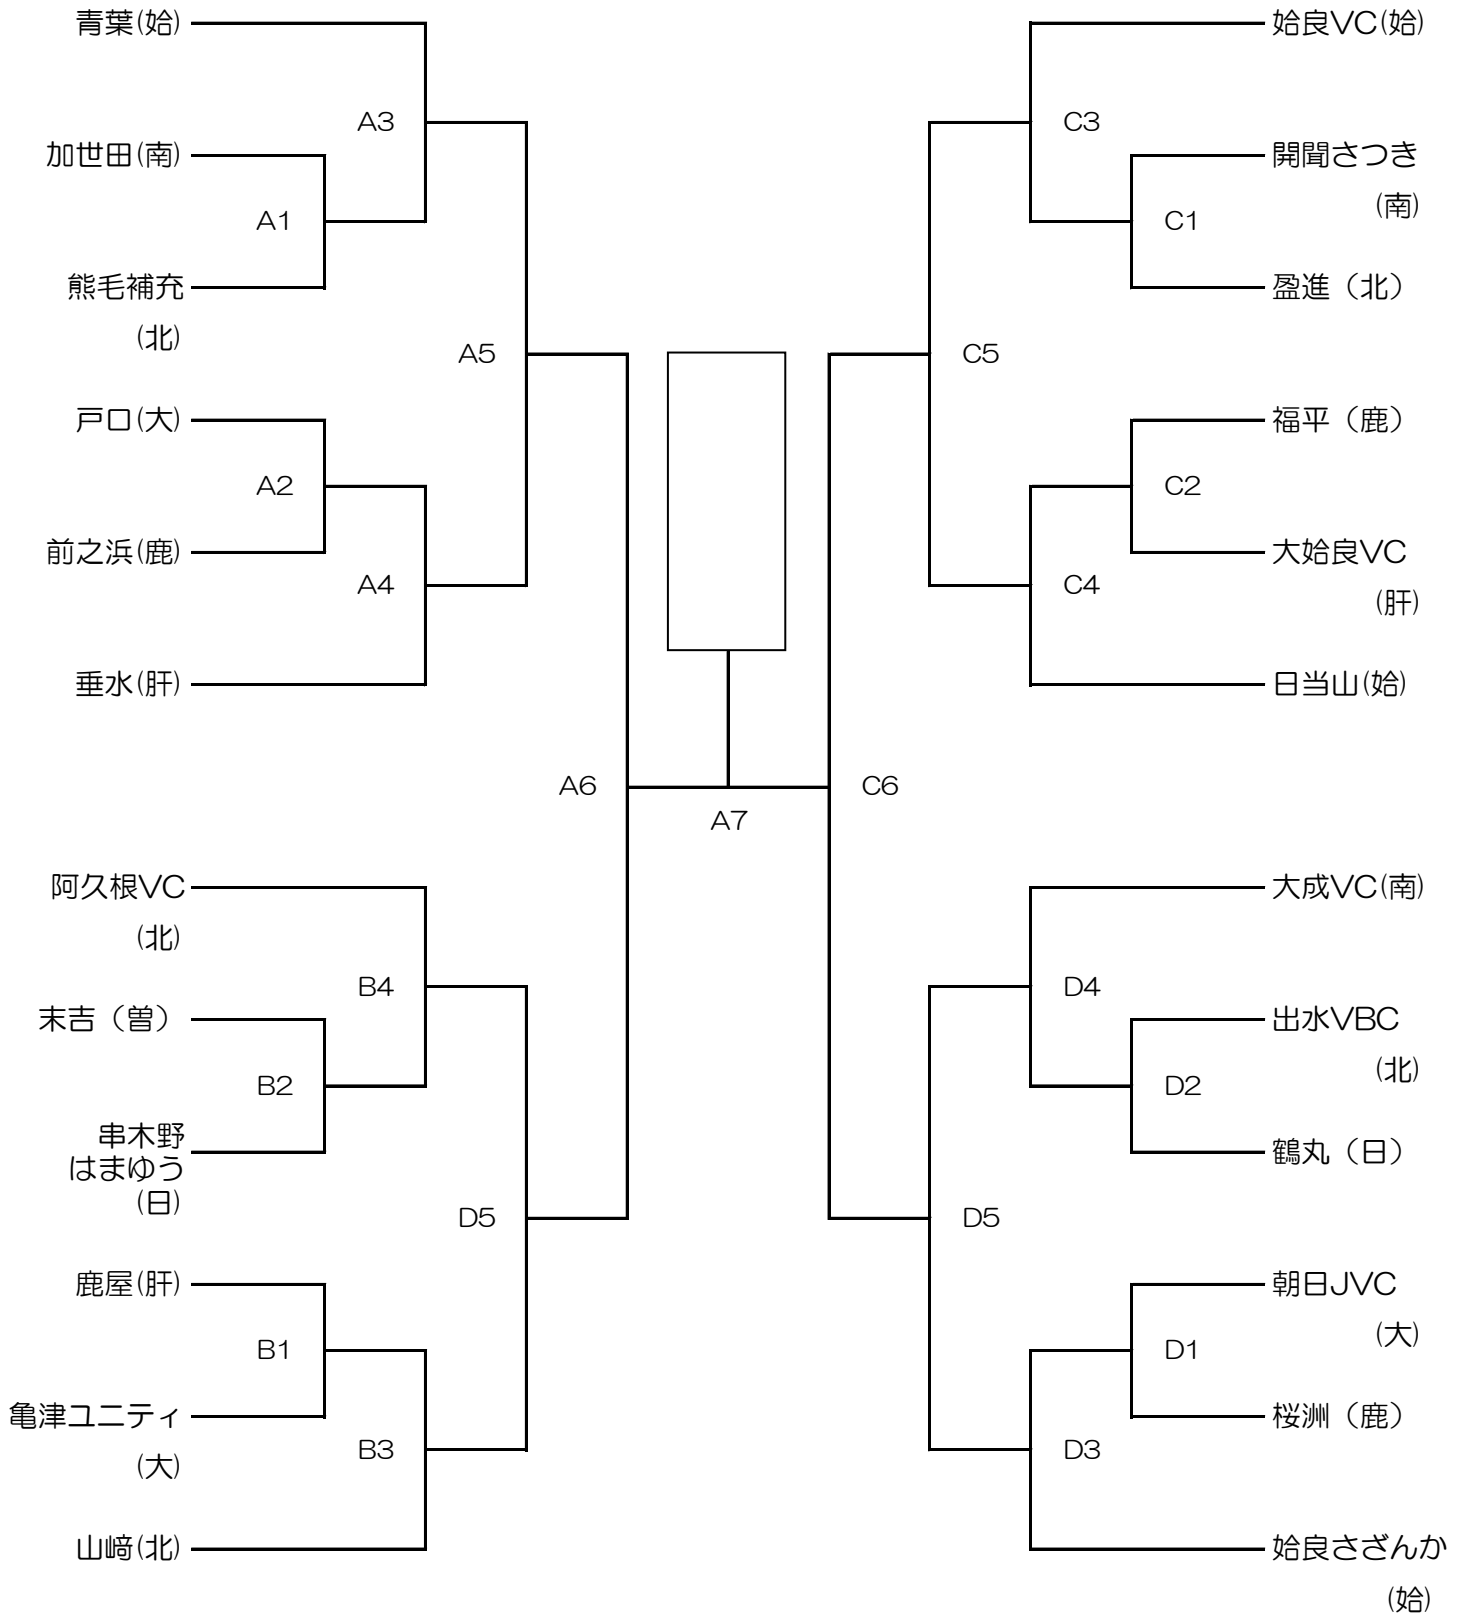 青葉(姶)
A3
加世田(南)
A1
熊毛補充
(北)
A5
戸口(大)
A2
前之浜(鹿)
A4
垂水(肝)
A6
阿久根VC
(北)
B4
末吉（曽）
B2
串木野
はまゆう
(日)
D5
鹿屋(肝)
B1
亀津ユニティ
(大)
B3
山﨑(北)
A7
姶良VC(姶)
C3
開聞さつき
(南)
C1
盈進（北）
C5
福平（鹿）
C2
大姶良VC
(肝)
C4
日当山(姶)
C6
大成VC(南)
D4
出水VBC
(北)
D2
鶴丸（日）
D5
朝日JVC
(大)
D1
桜洲（鹿）
D3
姶良さざんか
(姶)